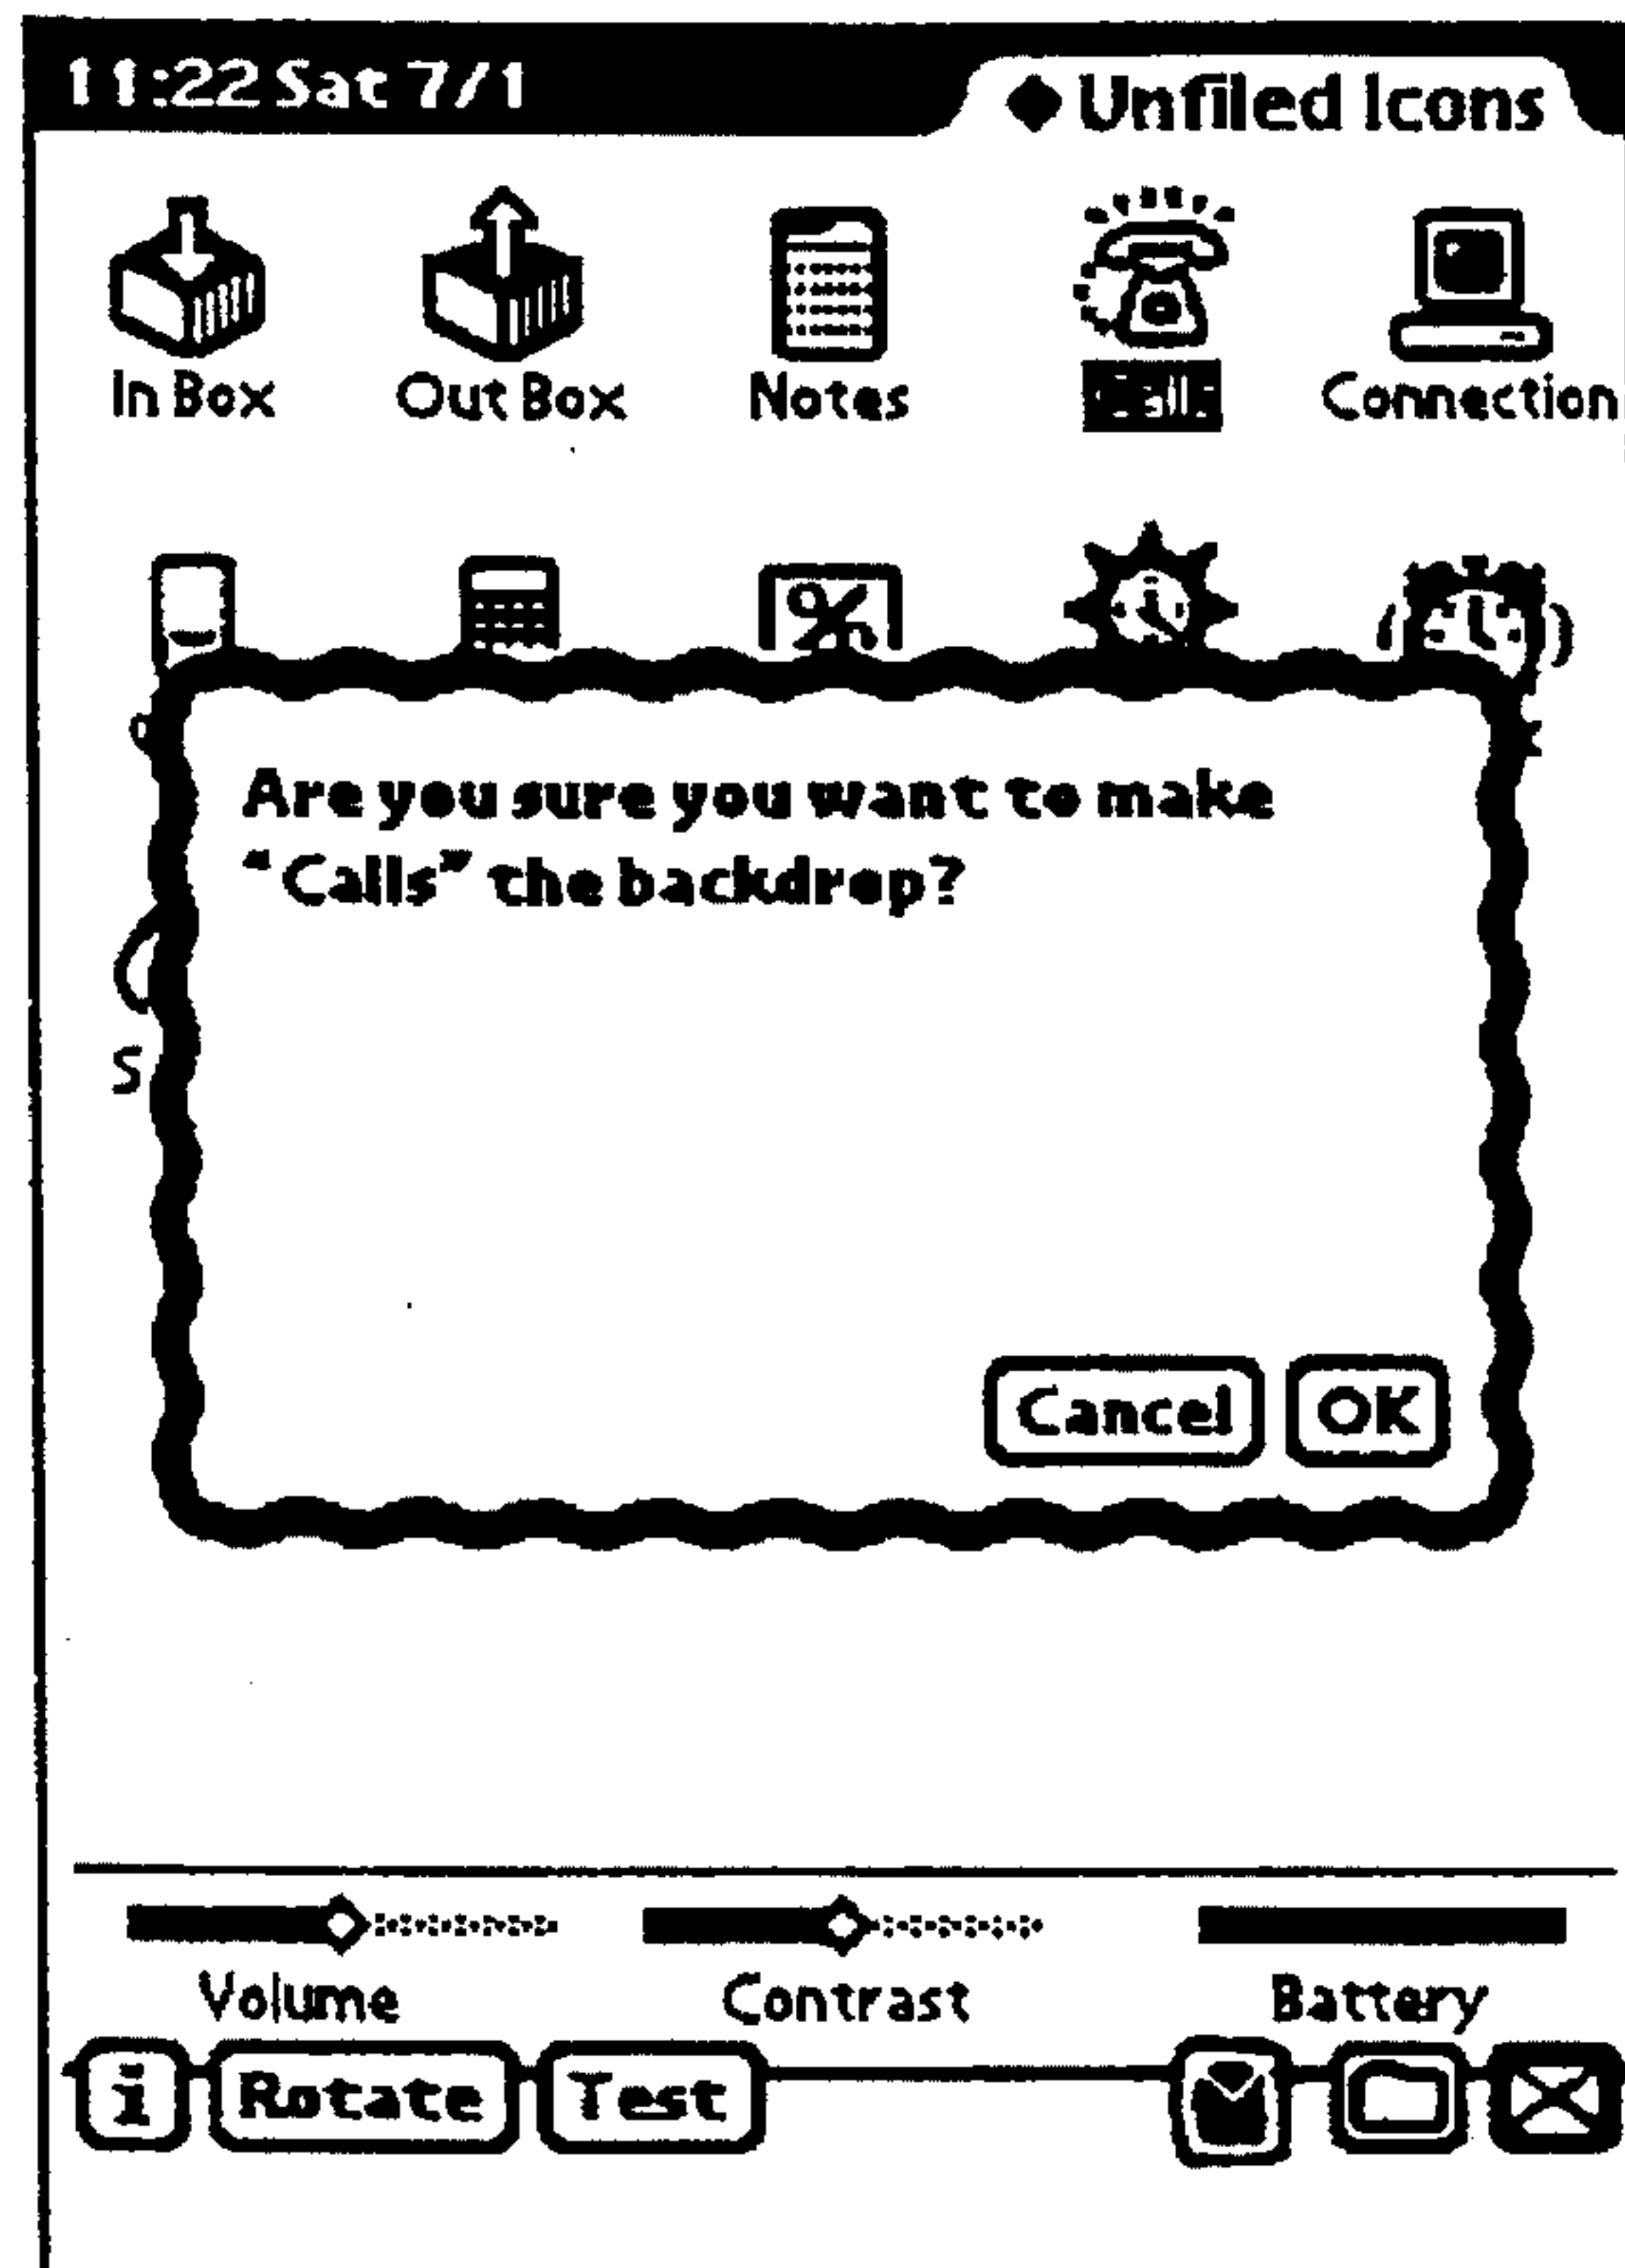 11:22 Sat 7/1
◆ Unfiled Icons
In Box Out Box Notes Calls Connection
Are you sure you want to make
“Calls” the backdrop?
S
Cancel OK
Volume Contrast Battery
i Rotate Test